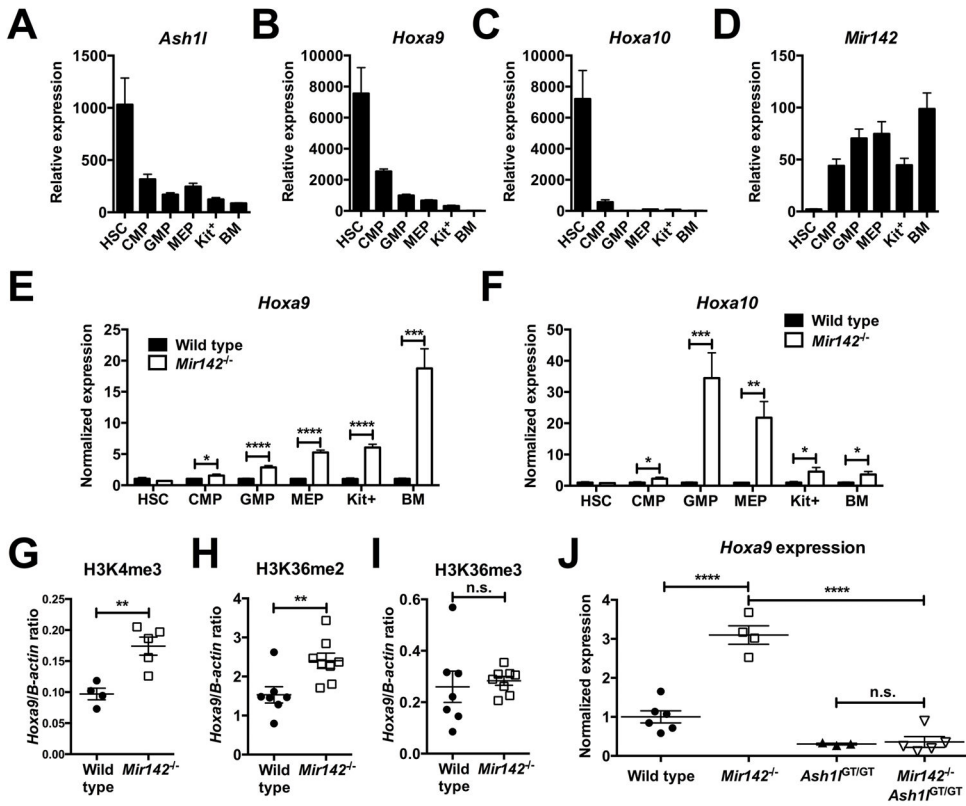 A
Ash1l
Relative expression
1500
1000
500
0
HSC
CMP
GMP
MEP
Kit+
BM
B
Hoxa9
Relative expression
10000
8000
6000
4000
2000
0
HSC
CMP
GMP
MEP
Kit+
BM
C
Hoxa10
Relative expression
10000
8000
6000
4000
2000
0
HSC
CMP
GMP
MEP
Kit+
BM
D
Mir142
Relative expression
150
100
50
0
HSC
CMP
GMP
MEP
Kit+
BM
E
Hoxa9
Normalized expression
25
20
15
10
5
0
Wild type
Mir142-/-
*
****
****
****
***
HSC
CMP
GMP
MEP
Kit+
BM
F
Hoxa10
Normalized expression
50
40
30
20
10
0
Wild type
Mir142-/-
*
***
**
*
*
HSC
CMP
GMP
MEP
Kit+
BM
G
H3K4me3
Hoxa9/B-actin ratio
0.20
0.15
0.10
0.05
0.00
**
Wild type
Mir142-/-
H
H3K36me2
Hoxa9/B-actin ratio
4
3
2
1
0
**
Wild type
Mir142-/-
I
H3K36me3
Hoxa9/B-actin ratio
0.6
0.4
0.2
0.0
n.s.
Wild type
Mir142-/-
J
Hoxa9 expression
Normalized expression
4
3
2
1
0
****
****
n.s.
Wild type
Mir142-/-
Ash1lGT/GT
Mir142-/-
Ash1lGT/GT